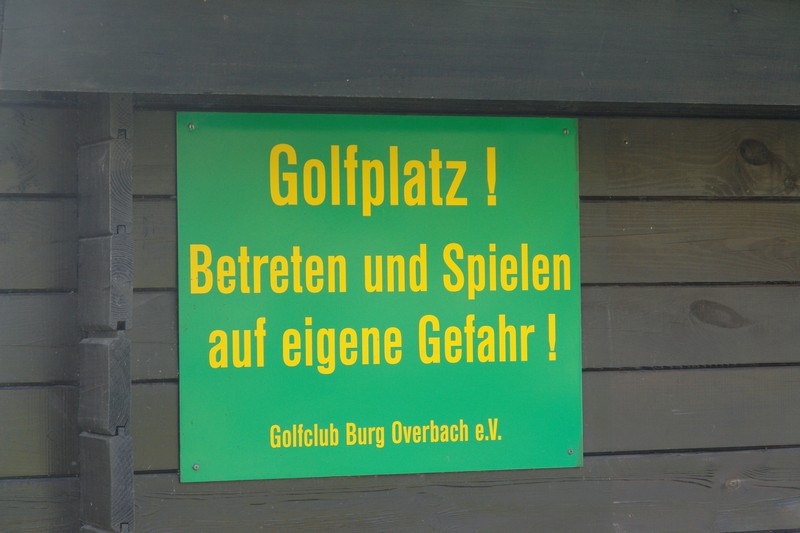 Golfplatz !
Betreten und Spielen
auf eigene Gefahr !
Golfclub Burg Overbach e.V.